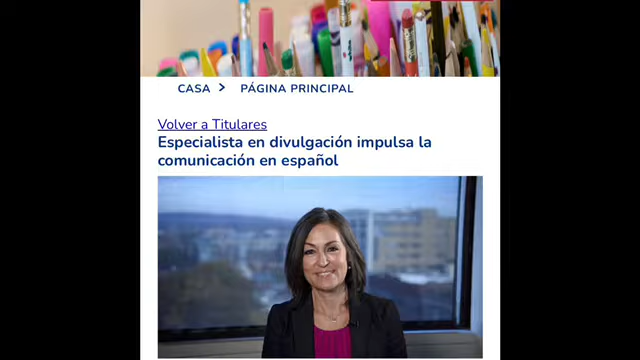 CASA > PÁGINA PRINCIPAL
Volver a Titulares
Especialista en divulgación impulsa la
comunicación en español